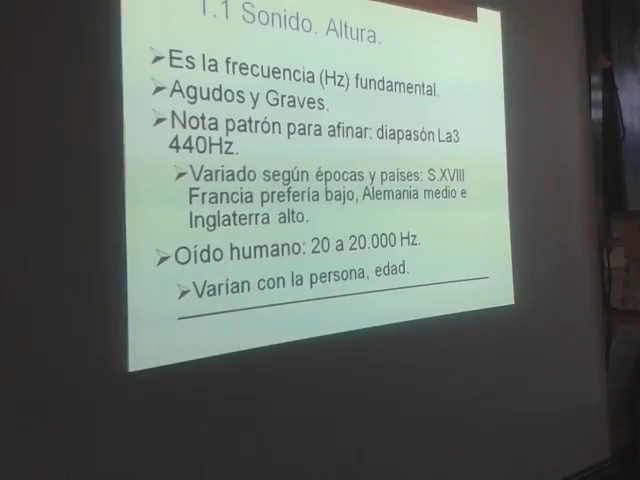 1.1 Sonido. Altura.
Es la frecuencia (Hz) fundamental.
Agudos y Graves.
Nota patrón para afinar: diapasón La3
440Hz.
Variado según épocas y países: S.XVIII
Francia prefería bajo, Alemania medio e
Inglaterra alto.
Oído humano: 20 a 20.000 Hz.
Varían con la persona, edad.